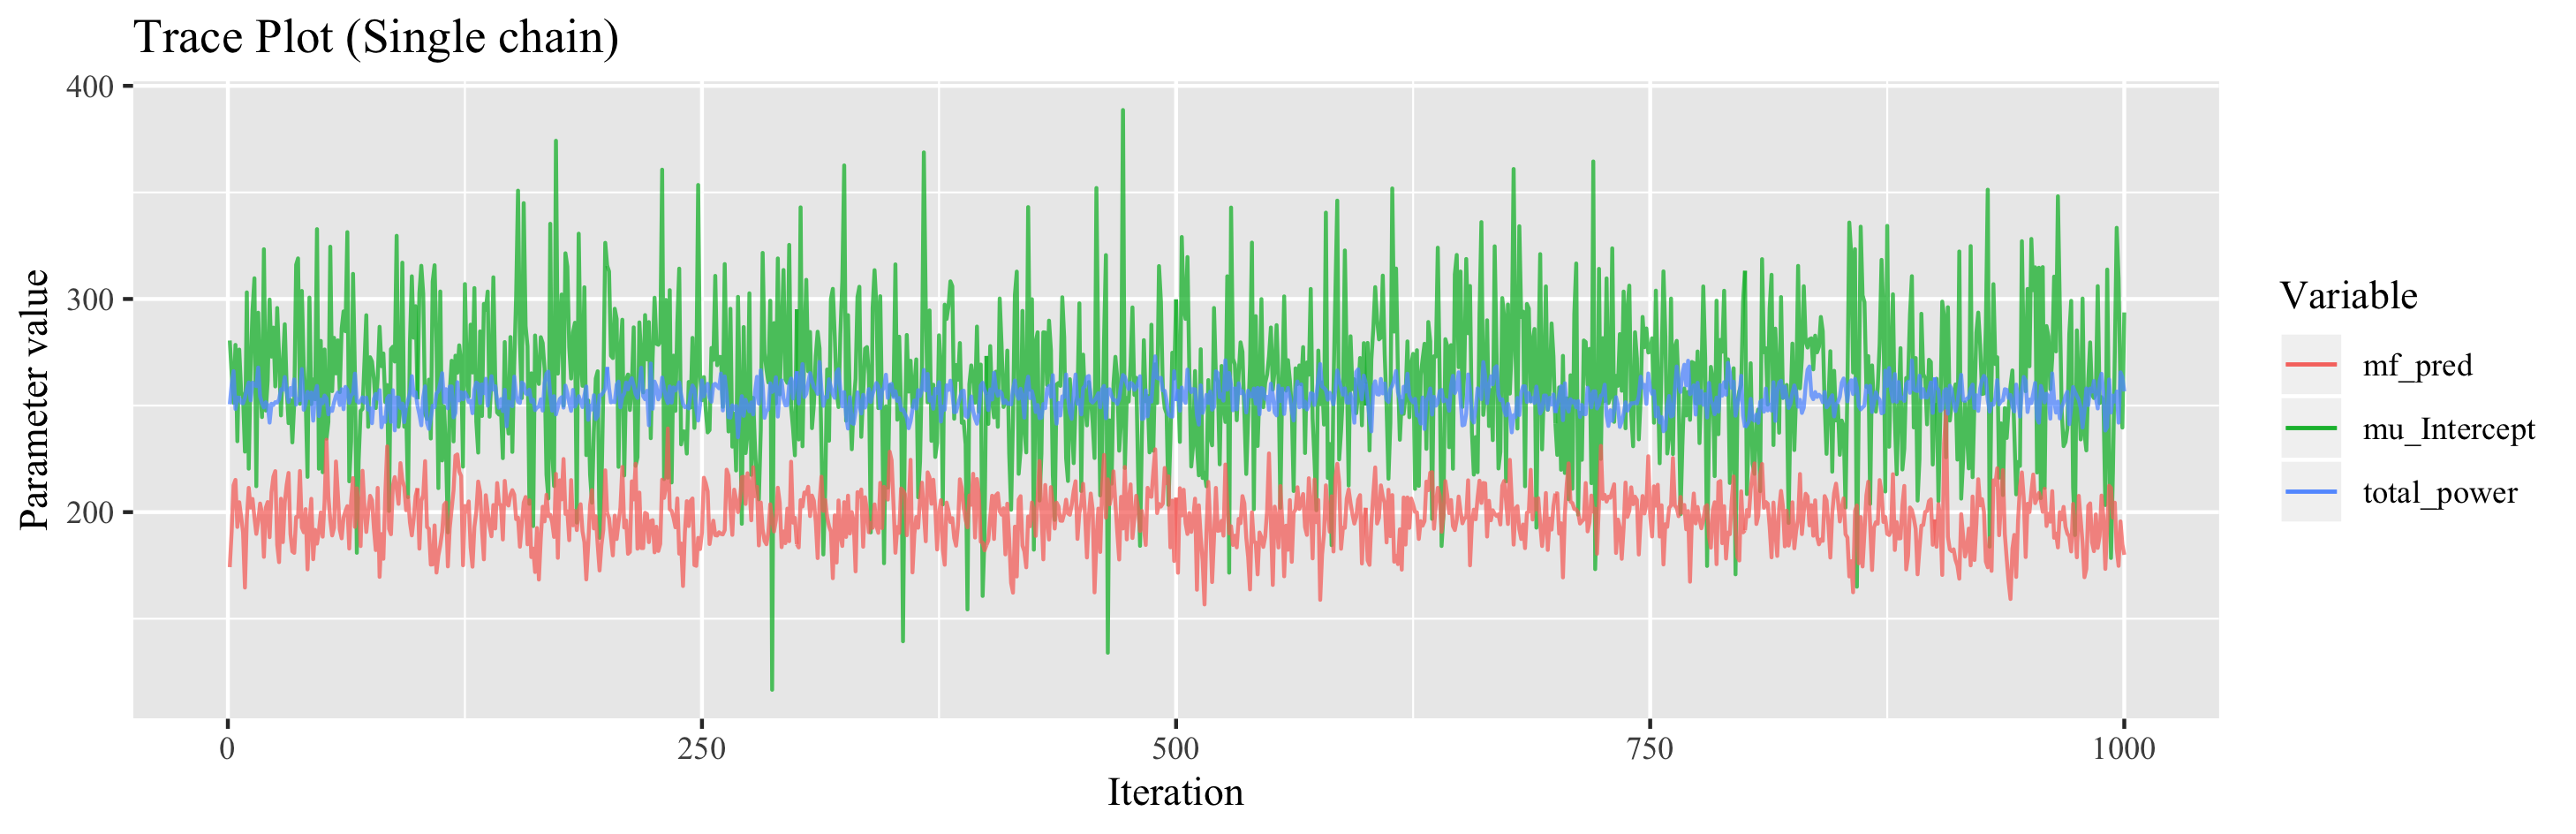 Trace Plot (Single chain)
400
300
200
Parameter value
0 250 500 750 1000
Iteration
Variable
mf_pred
mu_Intercept
total_power